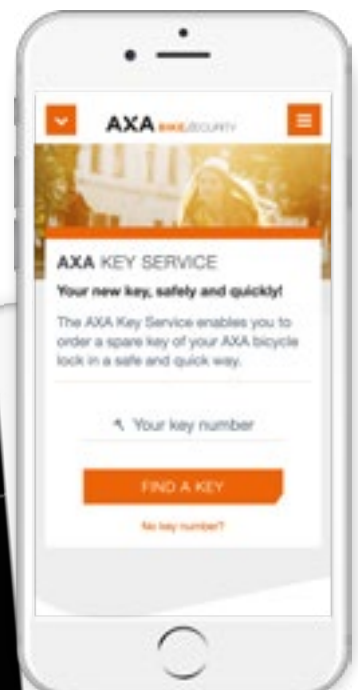 AXA BIKE SECURITY
AXA KEY SERVICE
Your new key, safely and quickly!
The AXA Key Service enables you to
order a spare key of your AXA bicycle
lock in a safe and quick way.
Your key number
FIND A KEY
No key number?